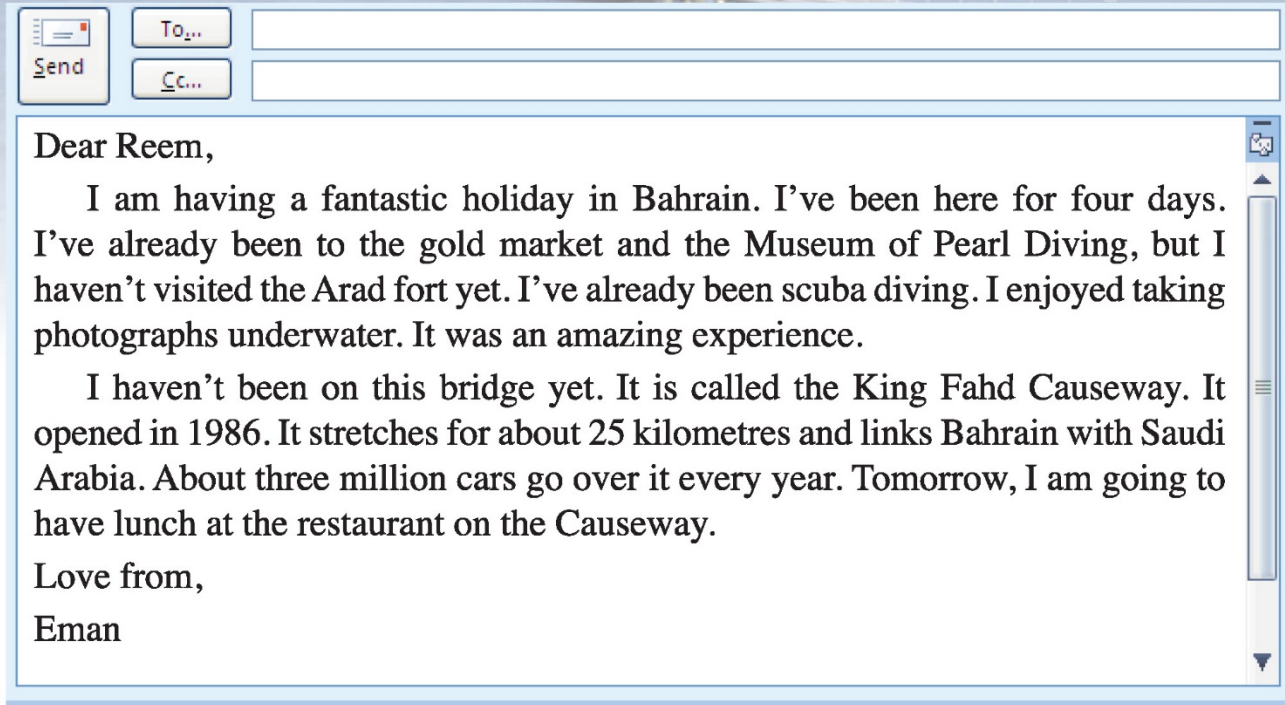 To...
Send
Cc...
Dear Reem,
I am having a fantastic holiday in Bahrain. I’ve been here for four days.
I’ve already been to the gold market and the Museum of Pearl Diving, but I
haven’t visited the Arad fort yet. I’ve already been scuba diving. I enjoyed taking
photographs underwater. It was an amazing experience.
I haven’t been on this bridge yet. It is called the King Fahd Causeway. It
opened in 1986. It stretches for about 25 kilometres and links Bahrain with Saudi
Arabia. About three million cars go over it every year. Tomorrow, I am going to
have lunch at the restaurant on the Causeway.
Love from,
Eman